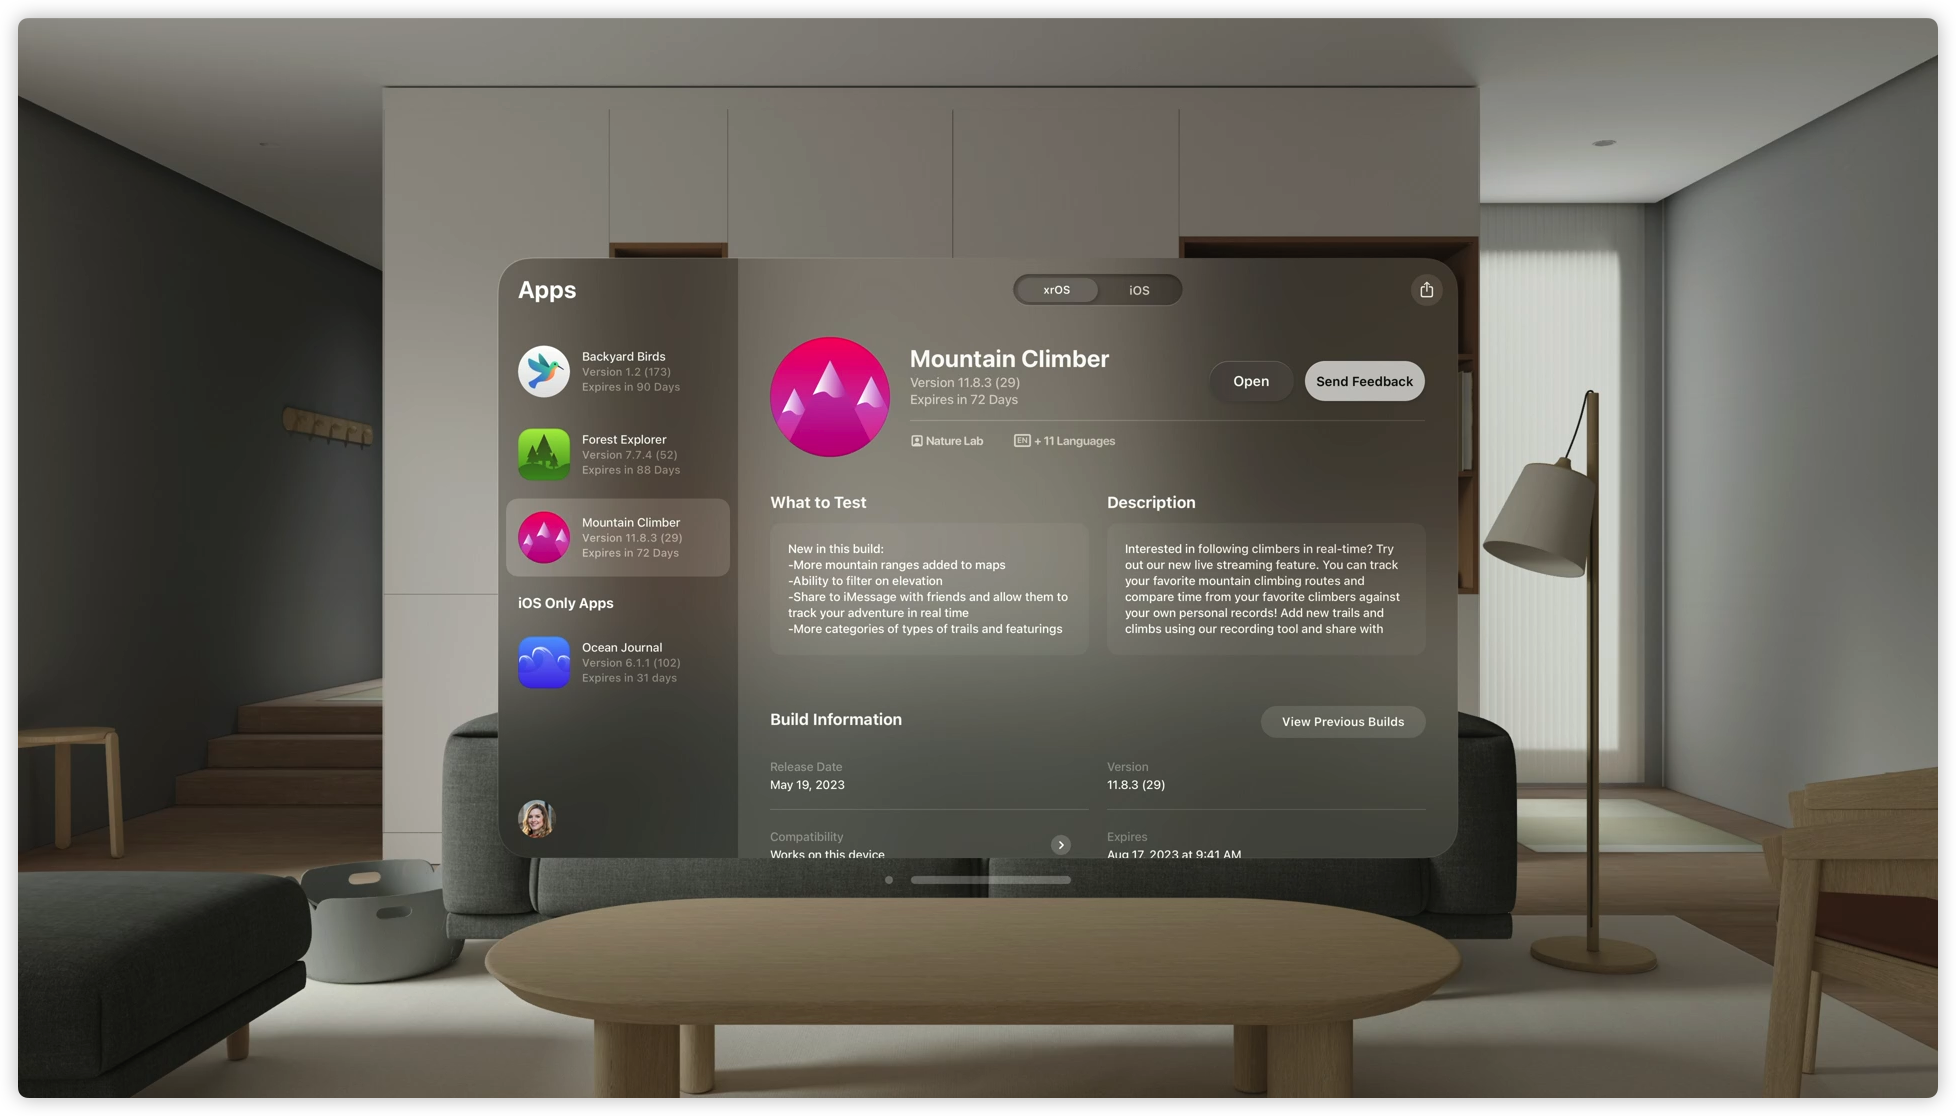 Apps
xrOS
iOS
Backyard Birds
Version 1.2 (173)
Expires in 90 Days
Forest Explorer
Version 7.7.4 (52)
Expires in 88 Days
Mountain Climber
Version 11.8.3 (29)
Expires in 72 Days
iOS Only Apps
Ocean Journal
Version 6.1.1 (102)
Expires in 31 days
Mountain Climber
Version 11.8.3 (29)
Expires in 72 Days
Open
Send Feedback
Nature Lab
EN + 11 Languages
What to Test
New in this build:
-More mountain ranges added to maps
-Ability to filter on elevation
-Share to iMessage with friends and allow them to
track your adventure in real time
-More categories of types of trails and featurings
Description
Interested in following climbers in real-time? Try
out our new live streaming feature. You can track
your favorite mountain climbing routes and
compare time from your favorite climbers against
your own personal records! Add new trails and
climbs using our recording tool and share with
Build Information
View Previous Builds
Release Date
May 19, 2023
Version
11.8.3 (29)
Compatibility
Works on this device
Expires
Aug 17, 2023 at 9:41 AM